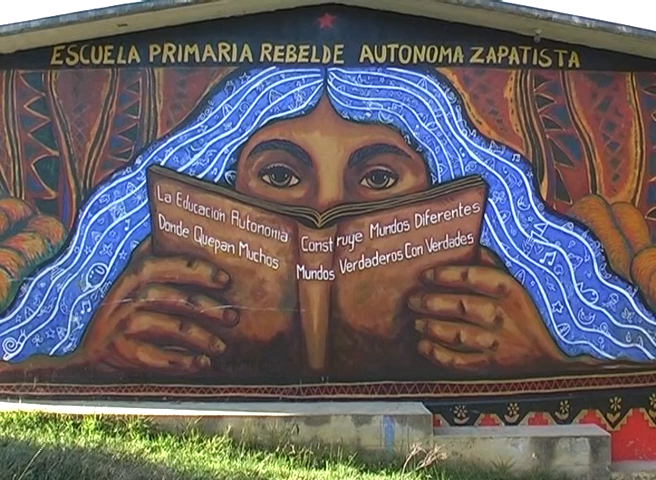 ESCUELA PRIMARIA REBELDE AUTONOMA ZAPATISTA
La Educación Autonoma
Construye Mundos Diferentes
Donde Quepan Muchos
Mundos Verdaderos Con Verdades